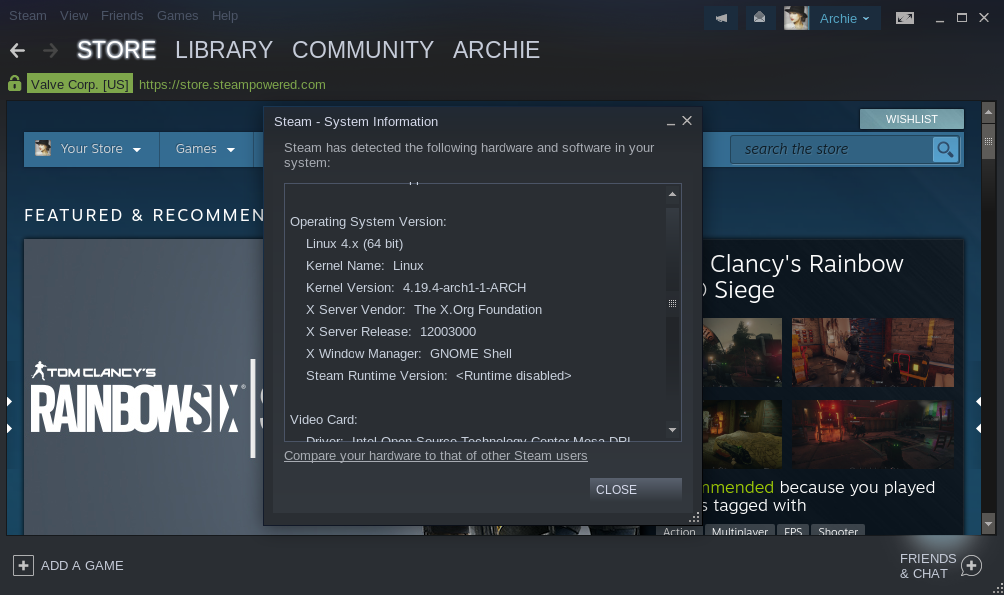 Steam View Friends Games Help
Archie
STORE LIBRARY COMMUNITY ARCHIE
Valve Corp. [US] https://store.steampowered.com
WISHLIST
Your Store Games
search the store
FEATURED & RECOMMEN
TOM CLANCY'S
RAINBOWSIX
Clancy's Rainbow
Siege
mmended because you played
s tagged with
Action Multiplayer FPS Shooter
Steam - System Information
Steam has detected the following hardware and software in your
system:
Operating System Version:
Linux 4.x (64 bit)
Kernel Name: Linux
Kernel Version: 4.19.4-arch1-1-ARCH
X Server Vendor: The X.Org Foundation
X Server Release: 12003000
X Window Manager: GNOME Shell
Steam Runtime Version: <Runtime disabled>
Video Card:
Driver: Intel Open Source Technology Center Mesa DRI
Compare your hardware to that of other Steam users
CLOSE
ADD A GAME
FRIENDS
& CHAT